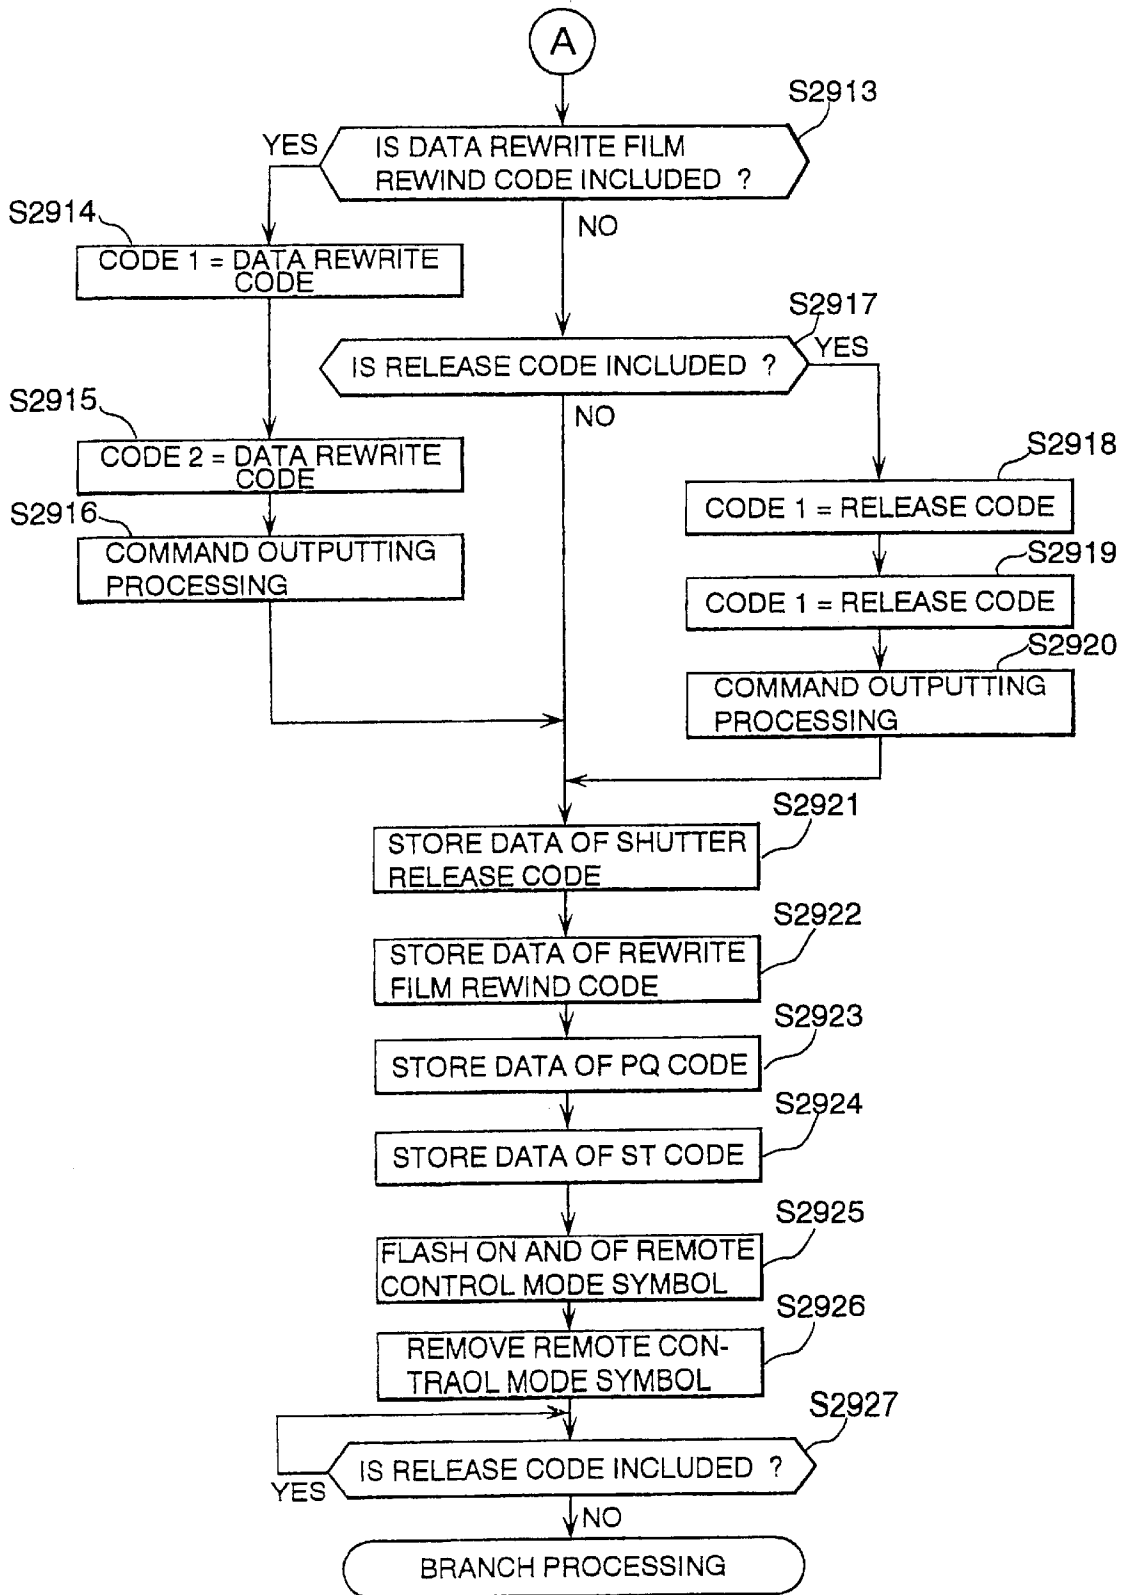 A
S2913
YES
IS DATA REWRITE FILM
REWIND CODE INCLUDED ?
NO
S2914
CODE 1 = DATA REWRITE
CODE
S2917
IS RELEASE CODE INCLUDED ?
YES
NO
S2915
CODE 2 = DATA REWRITE
CODE
S2916
COMMAND OUTPUTTING
PROCESSING
S2918
CODE 1 = RELEASE CODE
S2919
CODE 1 = RELEASE CODE
S2920
COMMAND OUTPUTTING
PROCESSING
S2921
STORE DATA OF SHUTTER
RELEASE CODE
S2922
STORE DATA OF REWRITE
FILM REWIND CODE
S2923
STORE DATA OF PQ CODE
S2924
STORE DATA OF ST CODE
S2925
FLASH ON AND OF REMOTE
CONTROL MODE SYMBOL
S2926
REMOVE REMOTE CON-
TRAOL MODE SYMBOL
S2927
IS RELEASE CODE INCLUDED ?
YES
NO
BRANCH PROCESSING